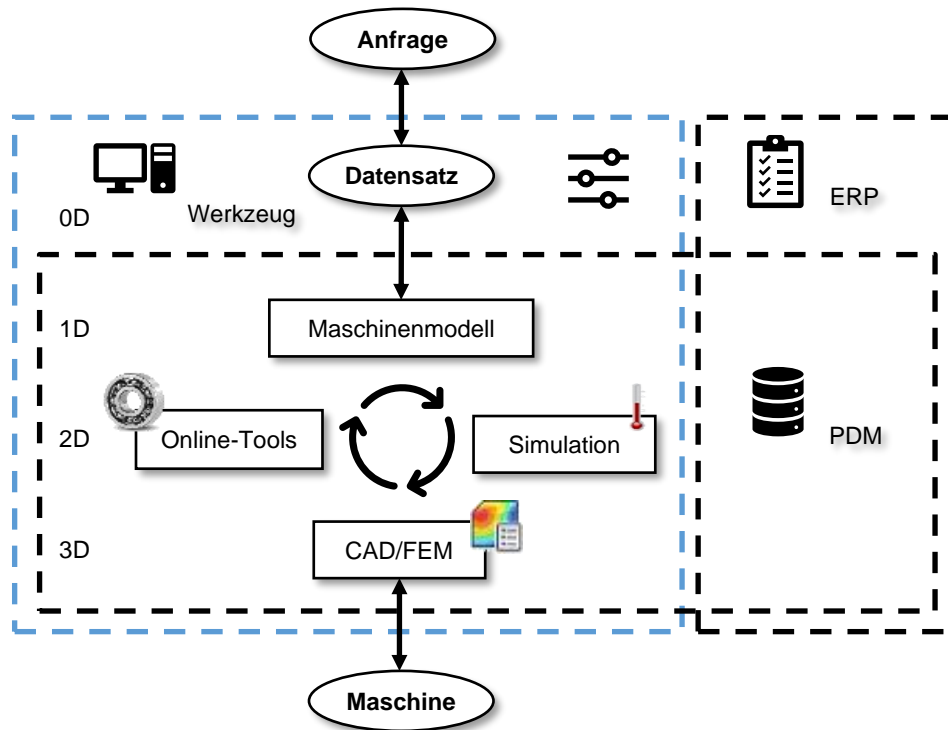 Anfrage
Datensatz
Werkzeug
ERP
0D
1D
Maschinenmodell
2D
Online-Tools
Simulation
PDM
3D
CAD/FEM
Maschine